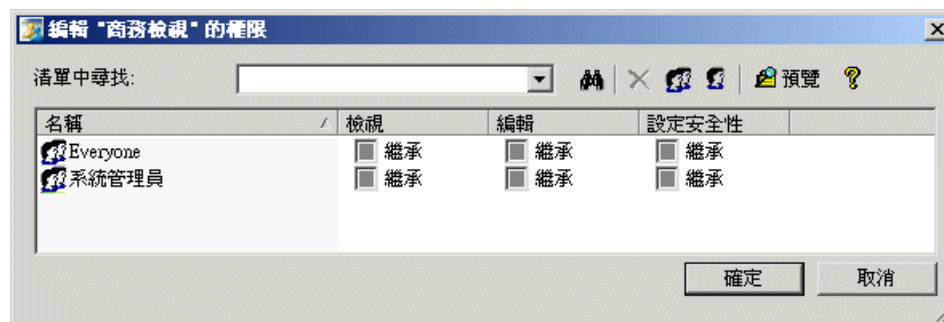 編輯 "商務檢視" 的權限
清單中尋找: 預覽
名稱 檢視 編輯 設定安全性
Everyone 繼承 繼承 繼承
系統管理員 繼承 繼承 繼承
確定 取消